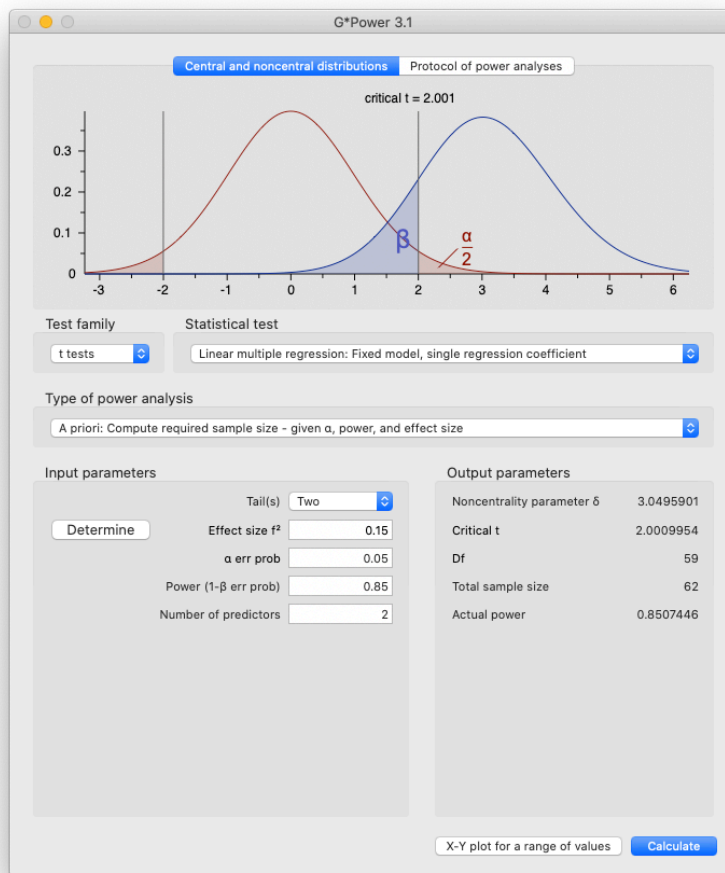 G*Power 3.1
Central and noncentral distributions Protocol of power analyses
critical t = 2.001
0.3
0.2
β
α
2
0.1
0
-3 -2 -1 0 1 2 3 4 5 6
Test family Statistical test
t tests Linear multiple regression: Fixed model, single regression coefficient
Type of power analysis
A priori: Compute required sample size - given α, power, and effect size
Input parameters
Tail(s) Two
Determine Effect size f² 0.15
α err prob 0.05
Power (1-β err prob) 0.85
Number of predictors 2
Output parameters
Noncentrality parameter δ 3.0495901
Critical t 2.0009954
Df 59
Total sample size 62
Actual power 0.8507446
X-Y plot for a range of values Calculate